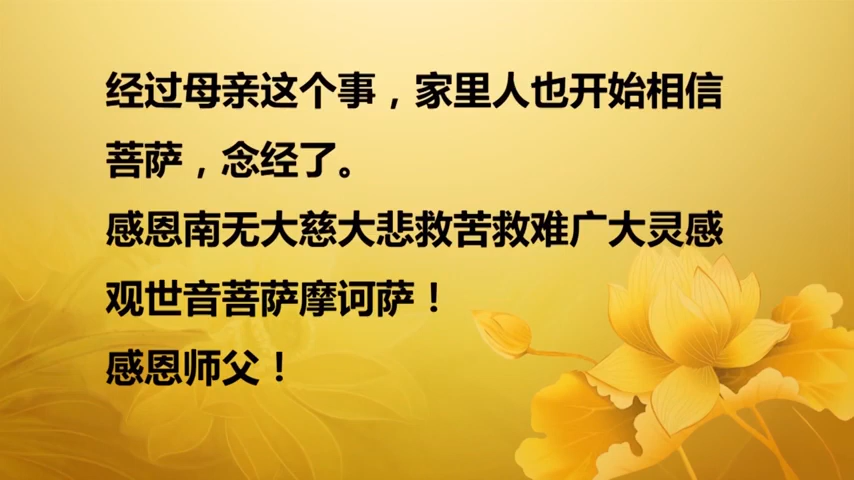 经过母亲这个事，家里人也开始相信
菩萨，念经了。
感恩南无大慈大悲救苦救难广大灵感
观世音菩萨摩诃萨！
感恩师父！